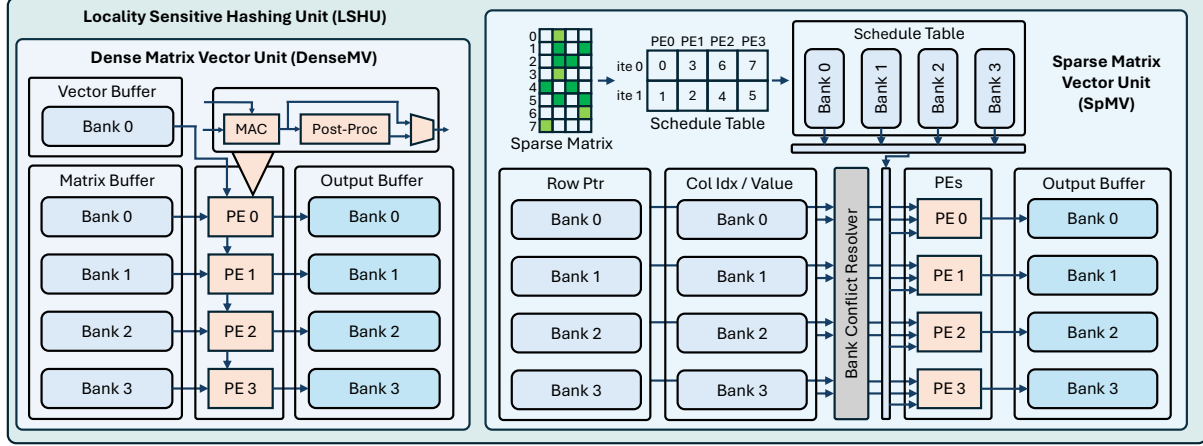 Locality Sensitive Hashing Unit (LSHU)
Dense Matrix Vector Unit (DenseMV)
Vector Buffer
Bank 0
MAC
Post-Proc
Matrix Buffer
Output Buffer
Bank 0
PE 0
Bank 0
Bank 1
PE 1
Bank 1
Bank 2
PE 2
Bank 2
Bank 3
PE 3
Bank 3
0
1
2
3
4
5
6
7
Sparse Matrix
PE0 PE1 PE2 PE3
ite 0 0 3 6 7
ite 1 1 2 4 5
Schedule Table
Schedule Table
Bank 0
Bank 1
Bank 2
Bank 3
Sparse Matrix
Vector Unit
(SpMV)
Row Ptr
Col Idx / Value
Bank Conflict Resolver
PEs
Output Buffer
Bank 0
Bank 0
PE 0
Bank 0
Bank 1
Bank 1
PE 1
Bank 1
Bank 2
Bank 2
PE 2
Bank 2
Bank 3
Bank 3
PE 3
Bank 3